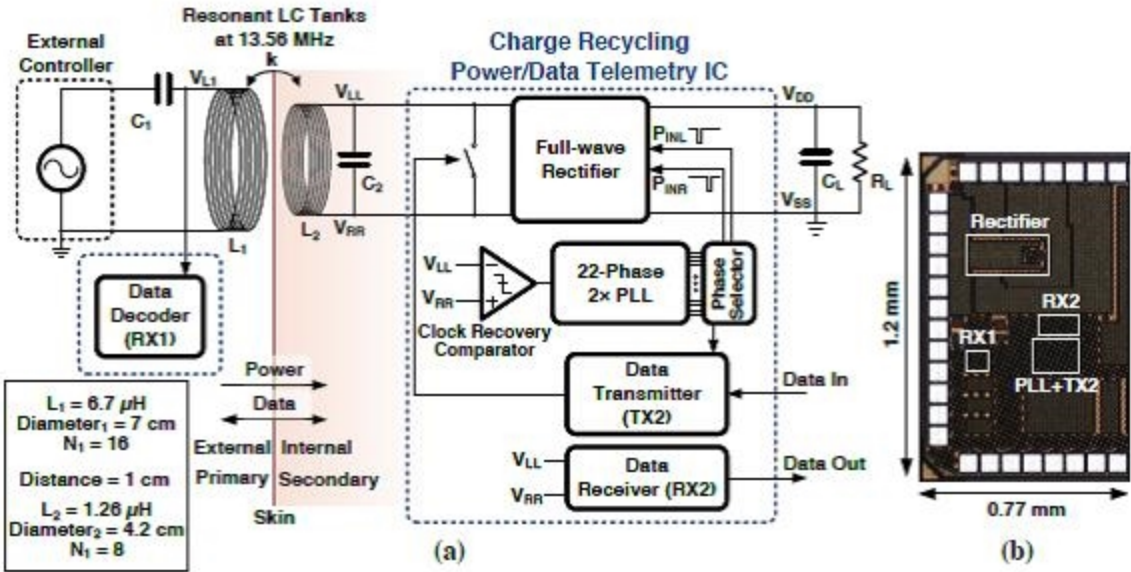 Resonant LC Tanks
at 13.56 MHz
k
External
Controller
C1
VL1
L1
VLL
C2
L2
VRR
Charge Recycling
Power/Data Telemetry IC
Full-wave
Rectifier
PINL
PINR
VDD
CL
RL
VSS
VLL
VRR
Clock Recovery
Comparator
22-Phase
2× PLL
Phase
Selector
Data
Decoder
(RX1)
Power
Data
External
Internal
Primary
Secondary
Skin
Data
Transmitter
(TX2)
Data In
VLL
VRR
Data
Receiver (RX2)
Data Out
L1 = 6.7 µH
Diameter1 = 7 cm
N1 = 16
Distance = 1 cm
L2 = 1.26 µH
Diameter2 = 4.2 cm
N1 = 8
(a)
1.2 mm
Rectifier
RX2
RX1
PLL+TX2
0.77 mm
(b)